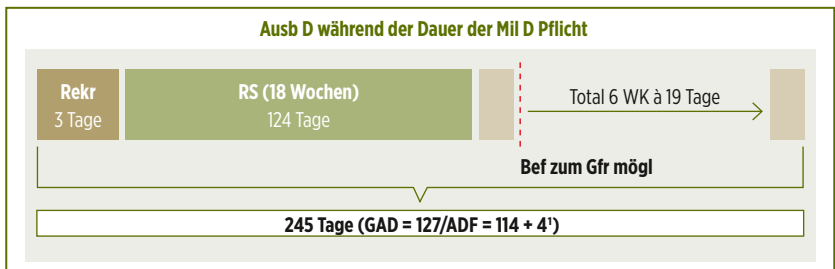 Ausb D während der Dauer der Mil D Pflicht
Rekr
3 Tage
RS (18 Wochen)
124 Tage
Total 6 WK à 19 Tage
Bef zum Gfr mögl
245 Tage (GAD = 127/ADF = 114 + 4¹)